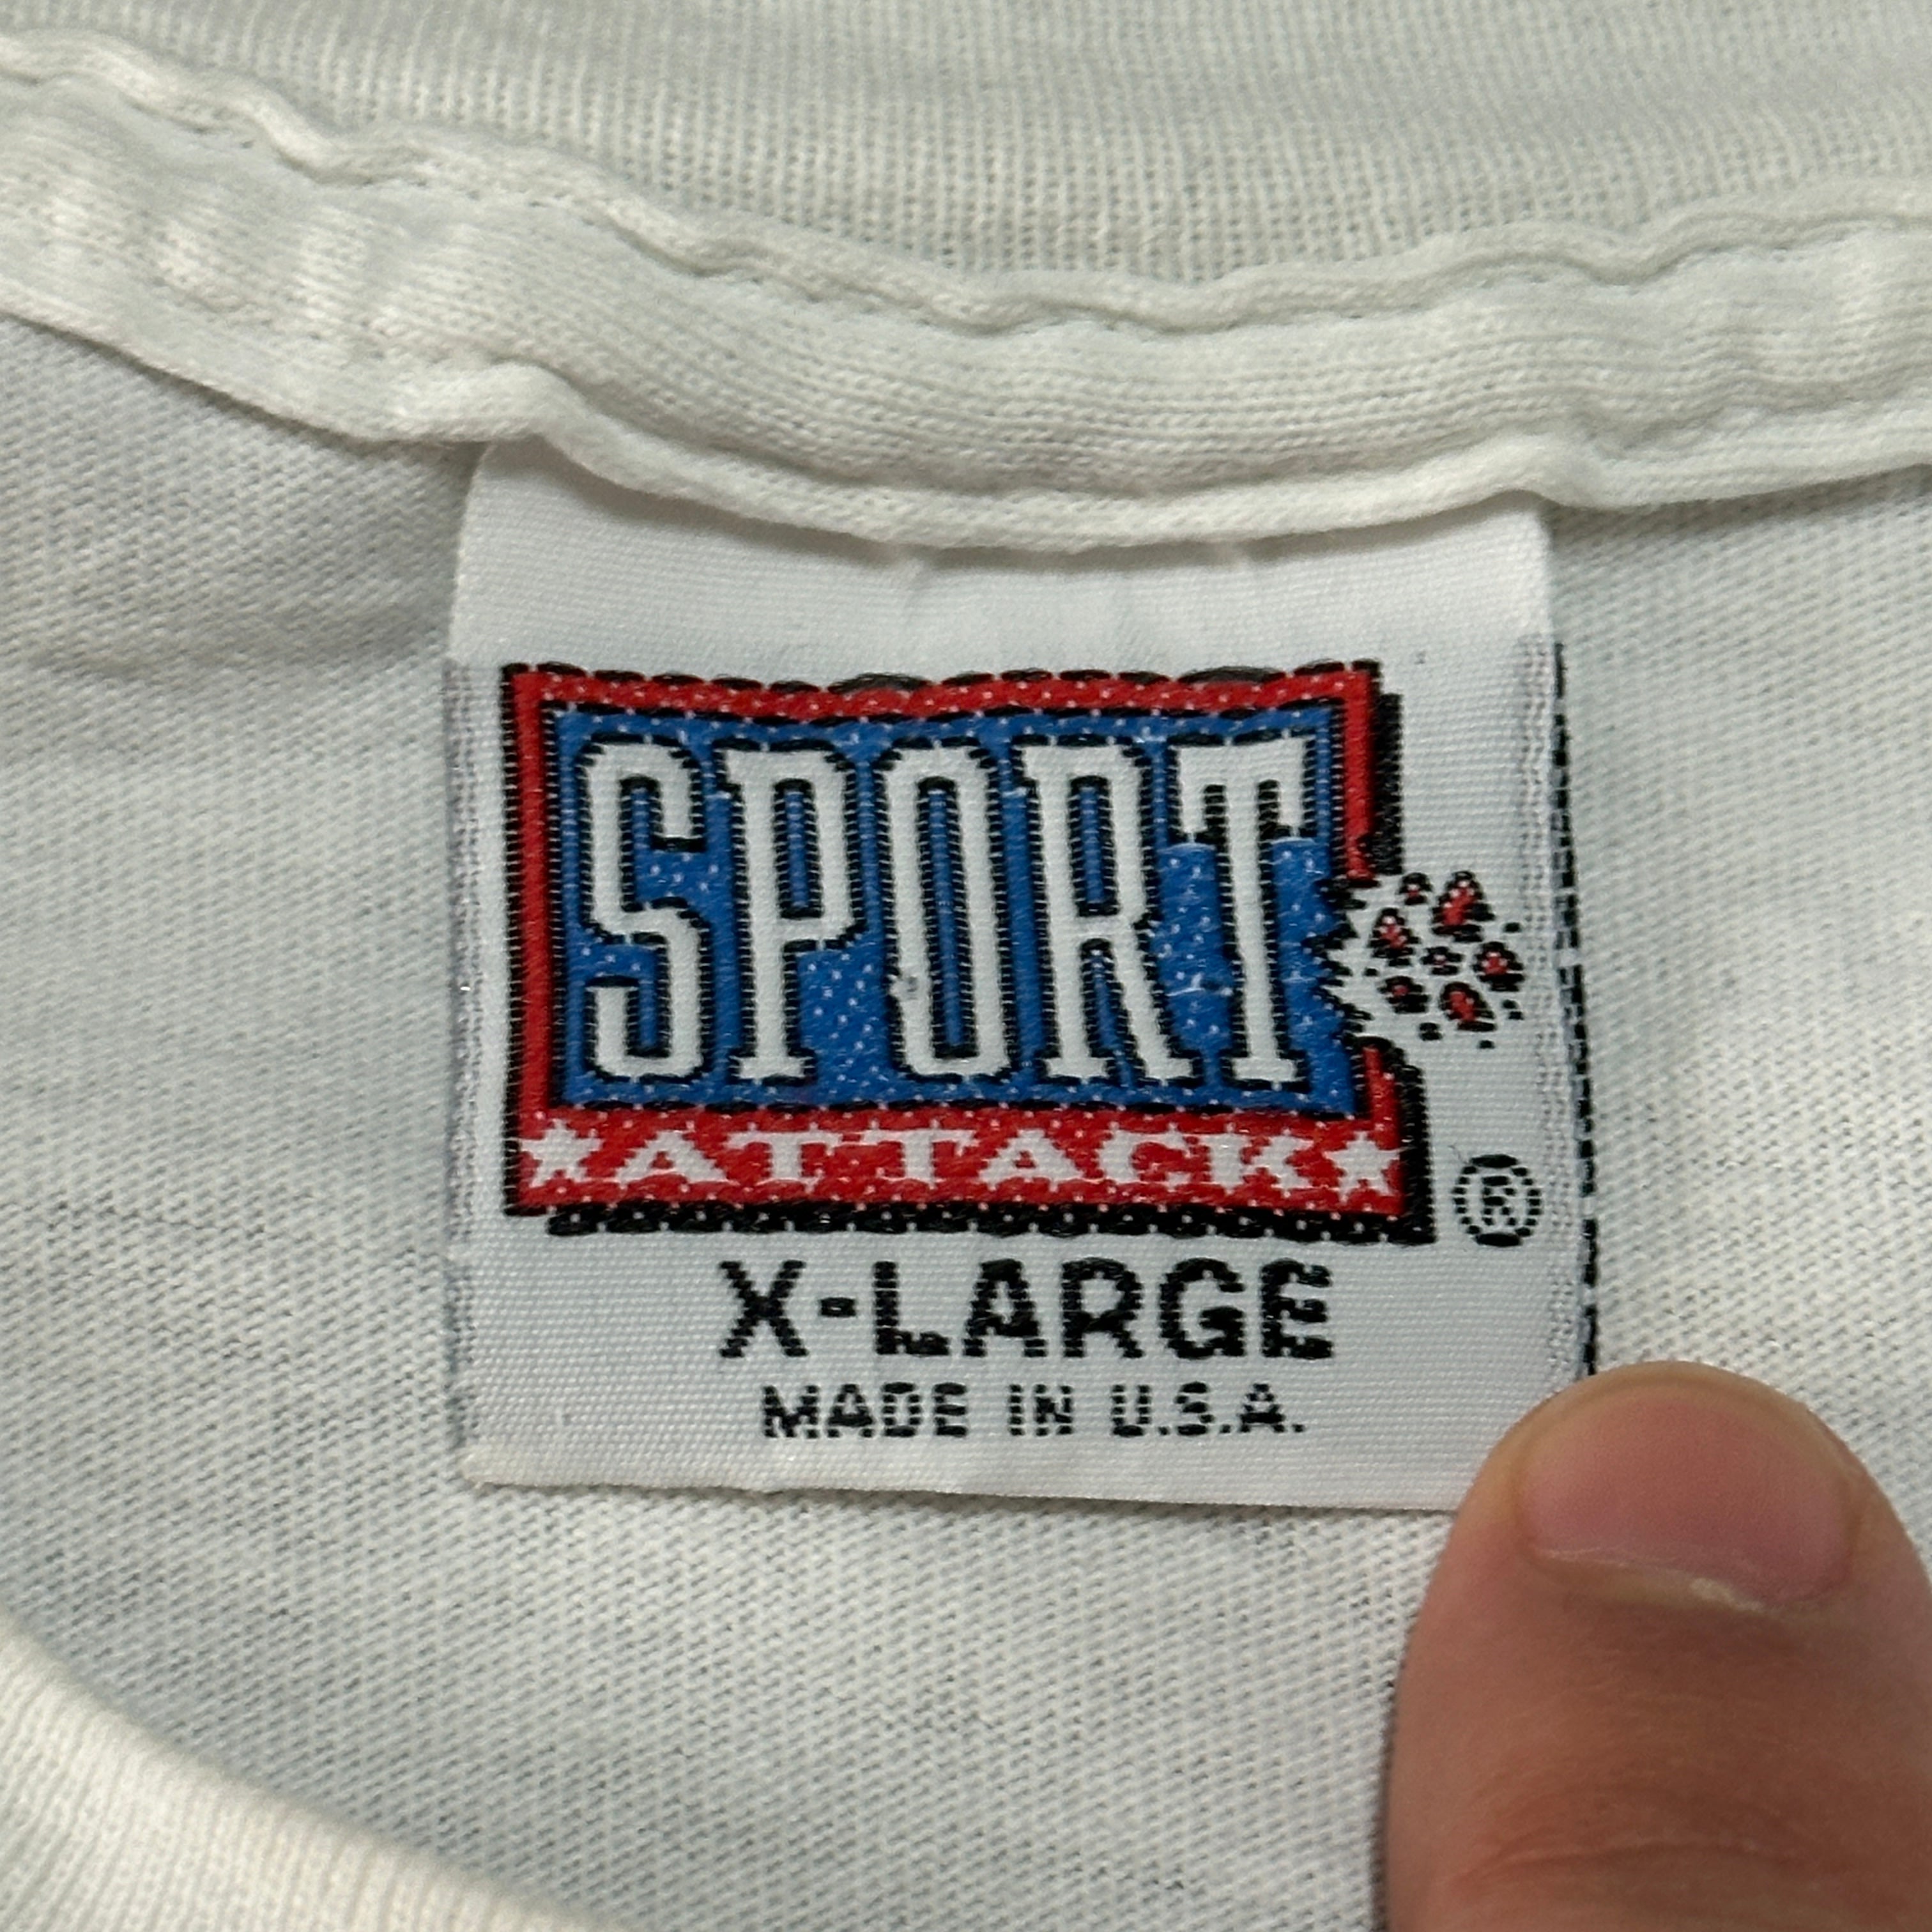 SPORT
★ATTACK★
®
X-LARGE
MADE IN U.S.A.